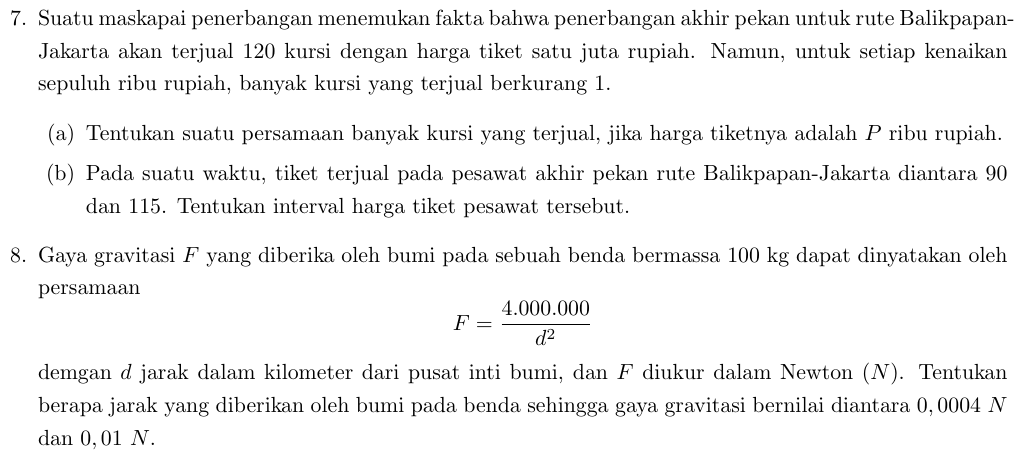 7. Suatu maskapai penerbangan menemukan fakta bahwa penerbangan akhir pekan untuk rute Balikpapan-
Jakarta akan terjual 120 kursi dengan harga tiket satu juta rupiah. Namun, untuk setiap kenaikan
sepuluh ribu rupiah, banyak kursi yang terjual berkurang 1.
(a) Tentukan suatu persamaan banyak kursi yang terjual, jika harga tiketnya adalah P ribu rupiah.
(b) Pada suatu waktu, tiket terjual pada pesawat akhir pekan rute Balikpapan-Jakarta diantara 90
dan 115. Tentukan interval harga tiket pesawat tersebut.
8. Gaya gravitasi F yang diberika oleh bumi pada sebuah benda bermassa 100 kg dapat dinyatakan oleh
persamaan
F = 4.000.000 / d²
demgan d jarak dalam kilometer dari pusat inti bumi, dan F diukur dalam Newton (N). Tentukan
berapa jarak yang diberikan oleh bumi pada benda sehingga gaya gravitasi bernilai diantara 0,0004 N
dan 0,01 N.